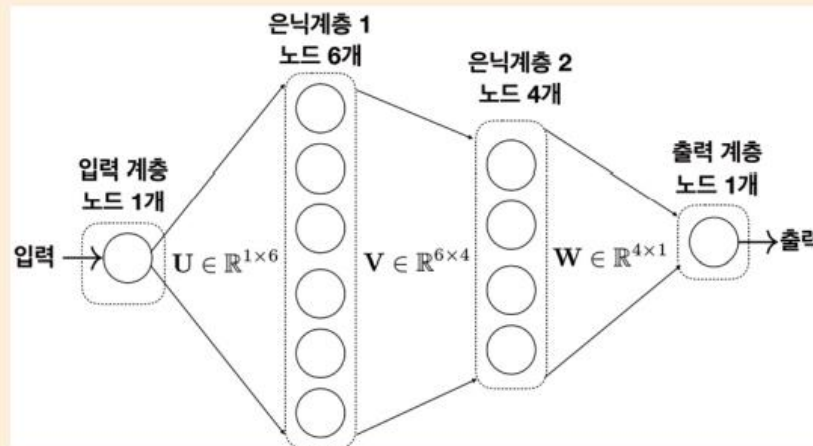 은닉계층 1
노드 6개
은닉계층 2
노드 4개
입력 계층
노드 1개
출력 계층
노드 1개
입력
U ∈ ℝ^{1×6}
V ∈ ℝ^{6×4}
W ∈ ℝ^{4×1}
출력